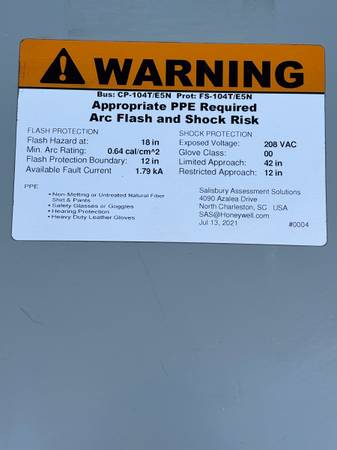 WARNING
Bus: CP-104T/E5N Prot: FS-104T/E5N
Appropriate PPE Required
Arc Flash and Shock Risk
FLASH PROTECTION
Flash Hazard at: 18 in
Min. Arc Rating: 0.64 cal/cm^2
Flash Protection Boundary: 12 in
Available Fault Current 1.79 kA
SHOCK PROTECTION
Exposed Voltage: 208 VAC
Glove Class: 00
Limited Approach: 42 in
Restricted Approach: 12 in
PPE
• Non-Melting or Untreated Natural Fiber
Shirt & Pants
• Safety Glasses or Goggles
• Hearing Protection
• Heavy Duty Leather Gloves
Salisbury Assessment Solutions
4090 Azalea Drive
North Charleston, SC USA
SAS@Honeywell.com
Jul 13, 2021 #0004